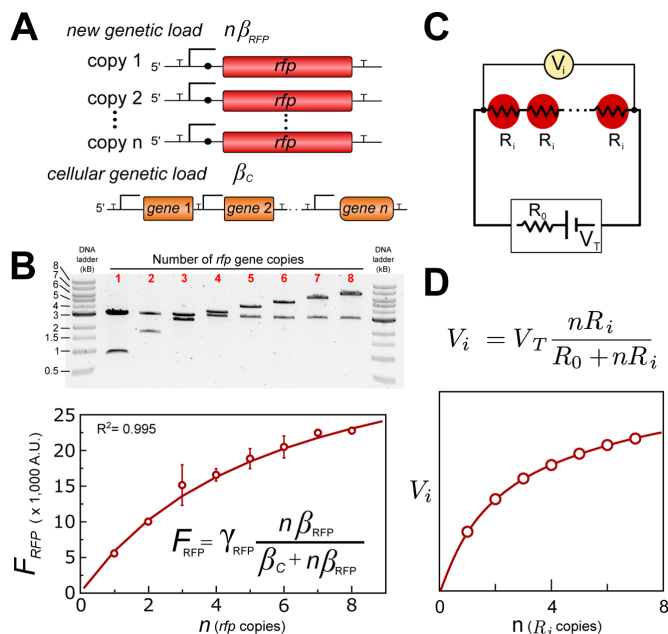 A
new genetic load nβRFP
copy 1 5' rfp
copy 2 5' rfp
copy n 5' rfp
cellular genetic load βC
5' gene 1 gene 2 gene n
B
DNA ladder (kB)
Number of rfp gene copies
DNA ladder (kB)
1 2 3 4 5 6 7 8
8
7
6
5
4
3
2
1.5
1
0.5
R²= 0.995
25
20
15
10
5
0
FRFP ( x 1,000 A.U.)
FRFP = γRFP nβRFP / βC + nβRFP
0 2 4 6 8
n (rfp copies)
C
Vi
Ri Ri Ri
R0
VT
D
Vi = VT nRi / R0 + nRi
Vi
0 4 8
n (Ri copies)